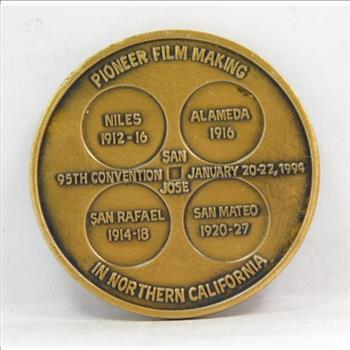 PIONEER FILM MAKING
NILES
1912-16
ALAMEDA
1916
SAN
95TH CONVENTION JANUARY 20-22, 1994
JOSE
SAN RAFAEL
1914-18
SAN MATEO
1920-27
IN NORTHERN CALIFORNIA